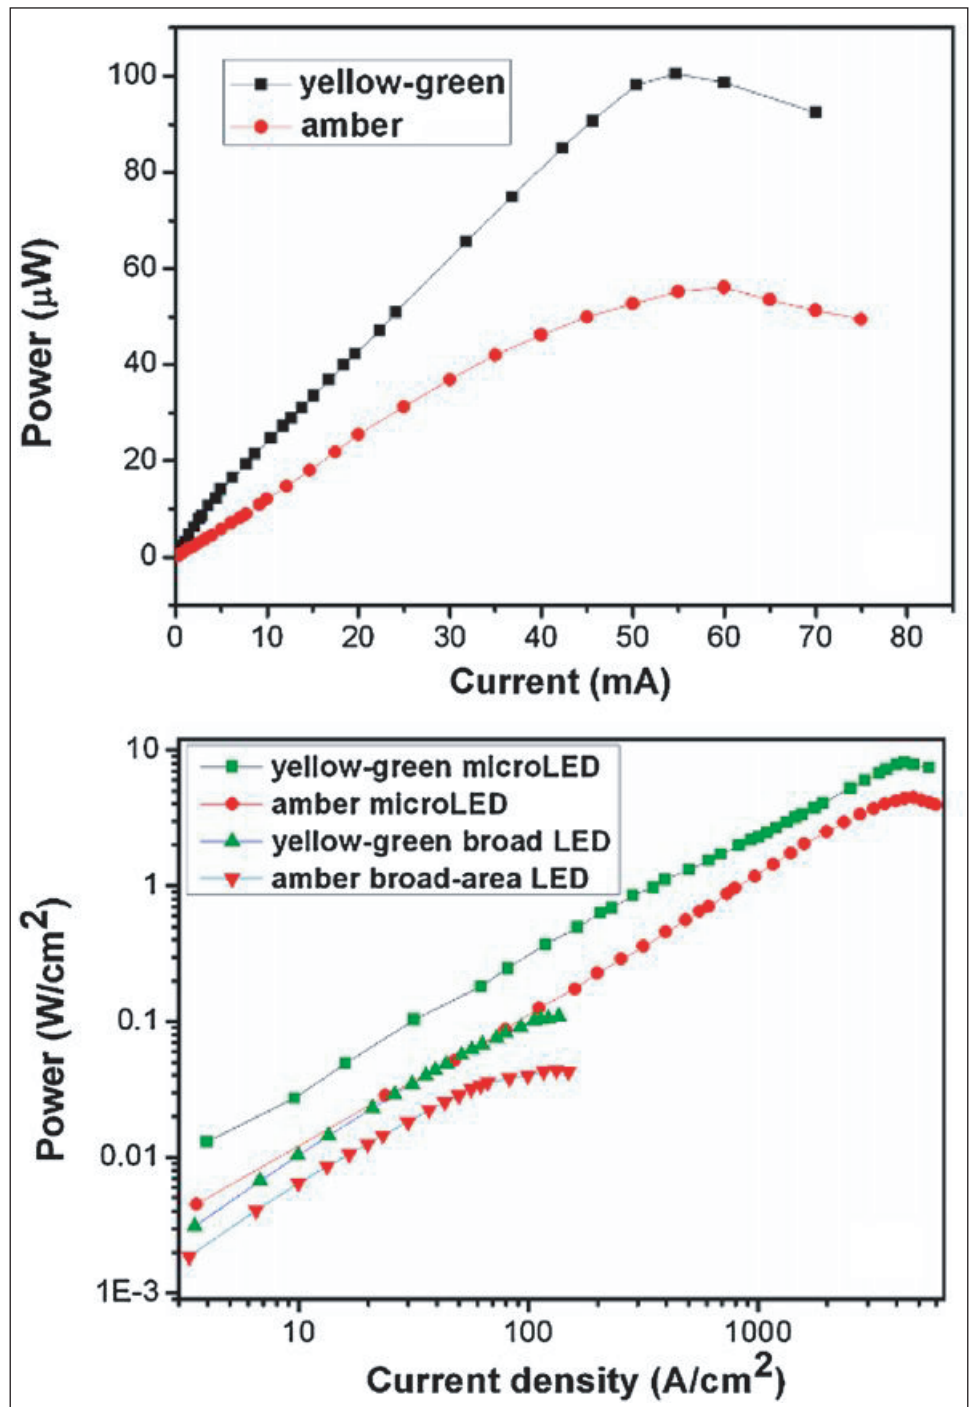 100
80
60
40
20
0
Power (μW)
yellow-green
amber
0 10 20 30 40 50 60 70 80
Current (mA)
10
1
0.1
0.01
1E-3
Power (W/cm2)
yellow-green microLED
amber microLED
yellow-green broad LED
amber broad-area LED
10 100 1000
Current density (A/cm2)